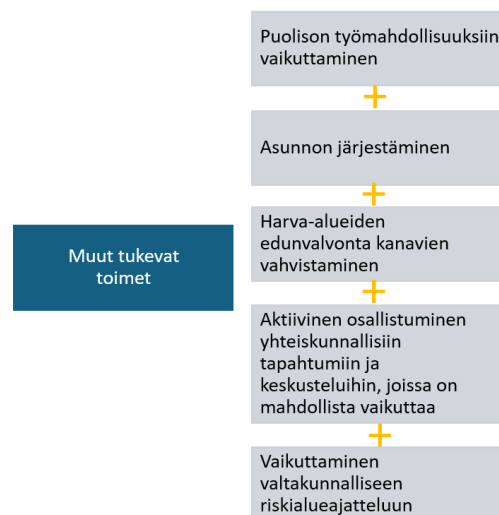 Puolison työmahdollisuuksiin
vaikuttaminen
+
Asunnon järjestäminen
+
Harva-alueiden
edunvalvonta kanavien
vahvistaminen
Muut tukevat
toimet
+
Aktiivinen osallistuminen
yhteiskunnallisiin
tapahtumiin ja
keskusteluihin, joissa on
mahdollista vaikuttaa
+
Vaikuttaminen
valtakunnalliseen
riskialueajatteluun